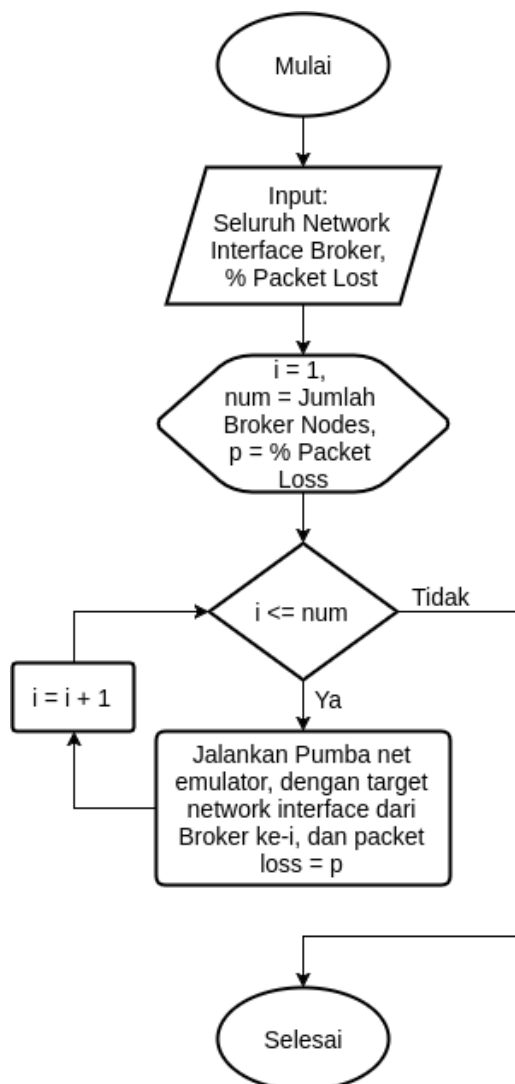 Mulai
Input:
Seluruh Network
Interface Broker,
% Packet Lost
i = 1,
num = Jumlah
Broker Nodes,
p = % Packet
Loss
i <= num
Tidak
Ya
i = i + 1
Jalankan Pumba net
emulator, dengan target
network interface dari
Broker ke-i, dan packet
loss = p
Selesai